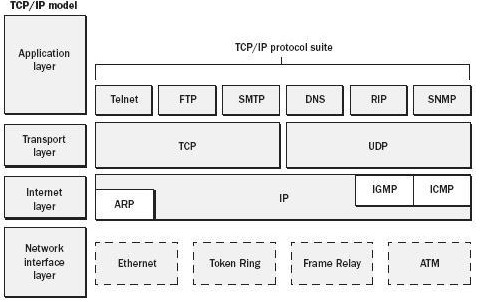 TCP/IP model
Application
layer
TCP/IP protocol suite
Telnet FTP SMTP DNS RIP SNMP
Transport
layer
TCP UDP
Internet
layer
ARP IP IGMP ICMP
Network
interface
layer
Ethernet Token Ring Frame Relay ATM